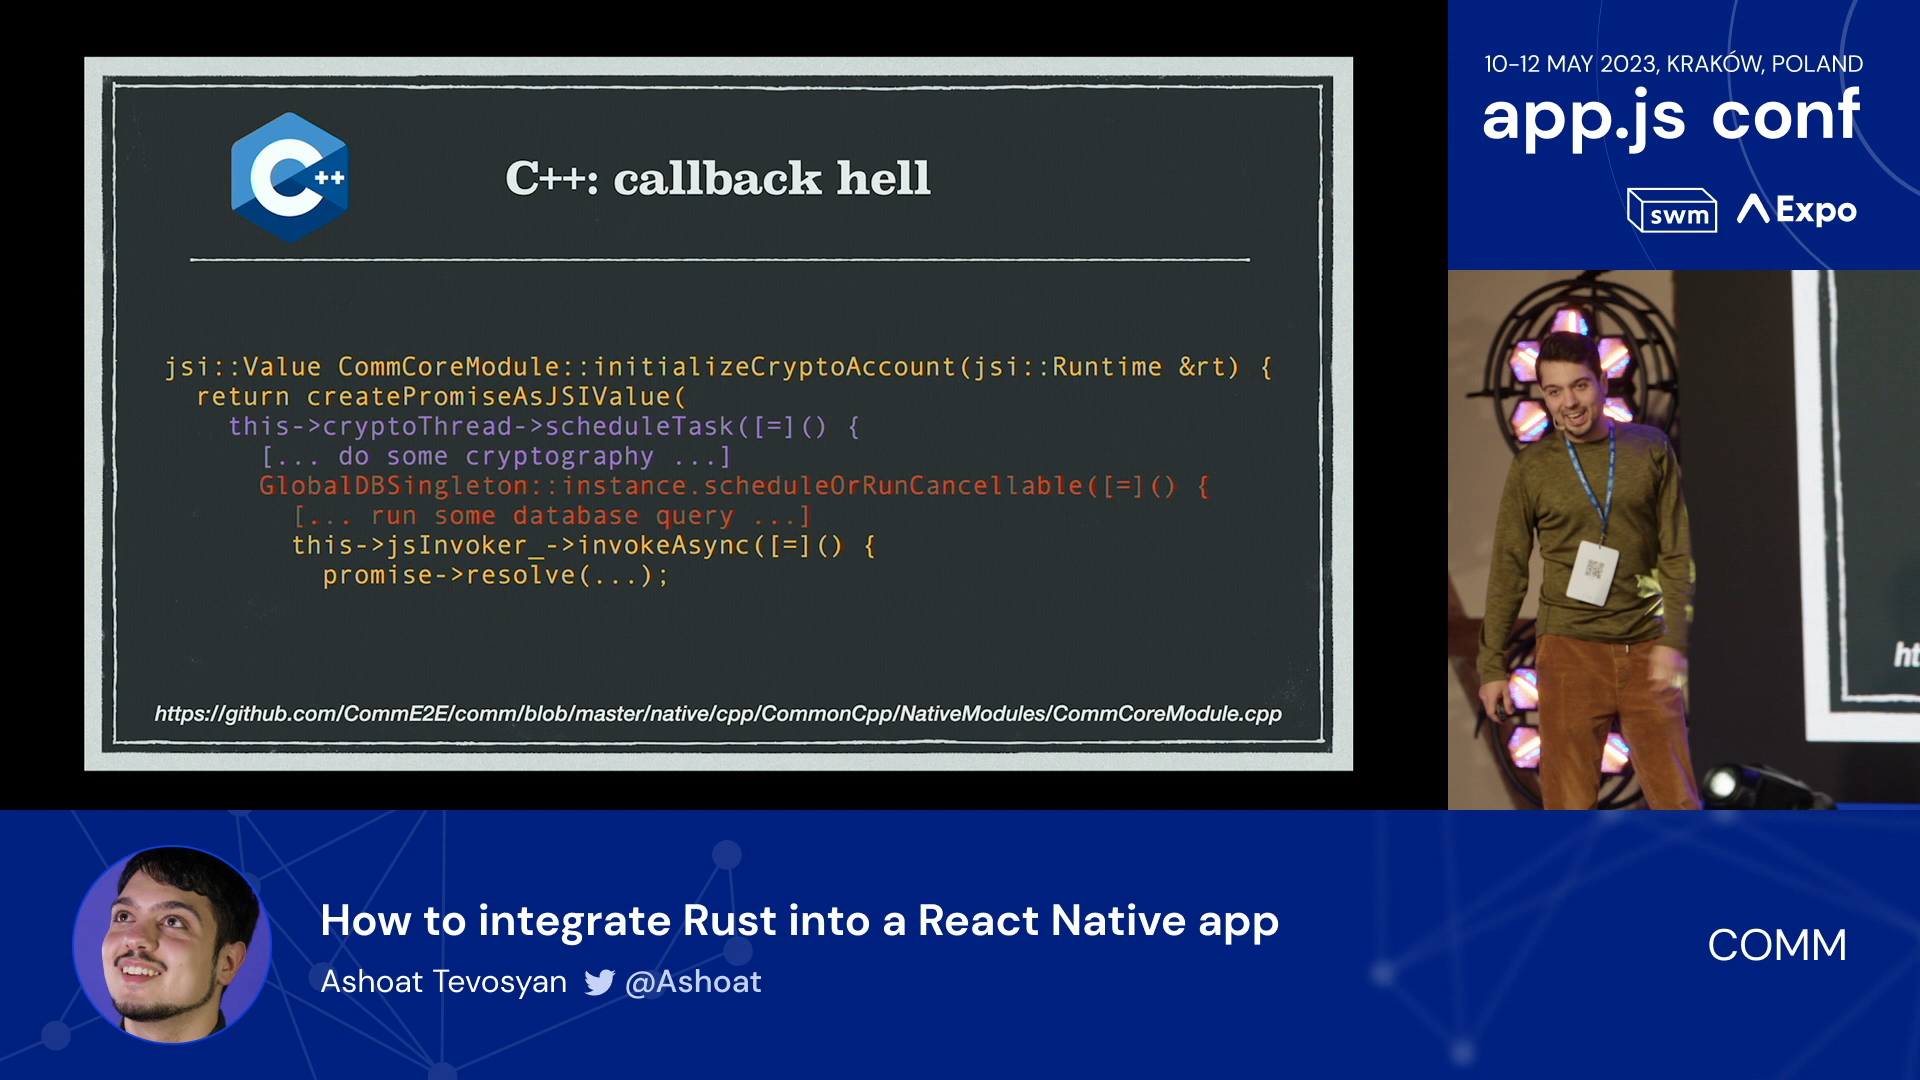 C++
C++: callback hell
jsi::Value CommCoreModule::initializeCryptoAccount(jsi::Runtime &rt) {
return createPromiseAsJSIValue(
this->cryptoThread->scheduleTask([=]() {
[... do some cryptography ...]
GlobalDBSingleton::instance.scheduleOrRunCancellable([=]() {
[... run some database query ...]
this->jsInvoker_->invokeAsync([=]() {
promise->resolve(...);
https://github.com/CommE2E/comm/blob/master/native/cpp/CommonCpp/NativeModules/CommCoreModule.cpp
10-12 MAY 2023, KRAKÓW, POLAND
app.js conf
swm
Expo
ht
How to integrate Rust into a React Native app
Ashoat Tevosyan @Ashoat
COMM